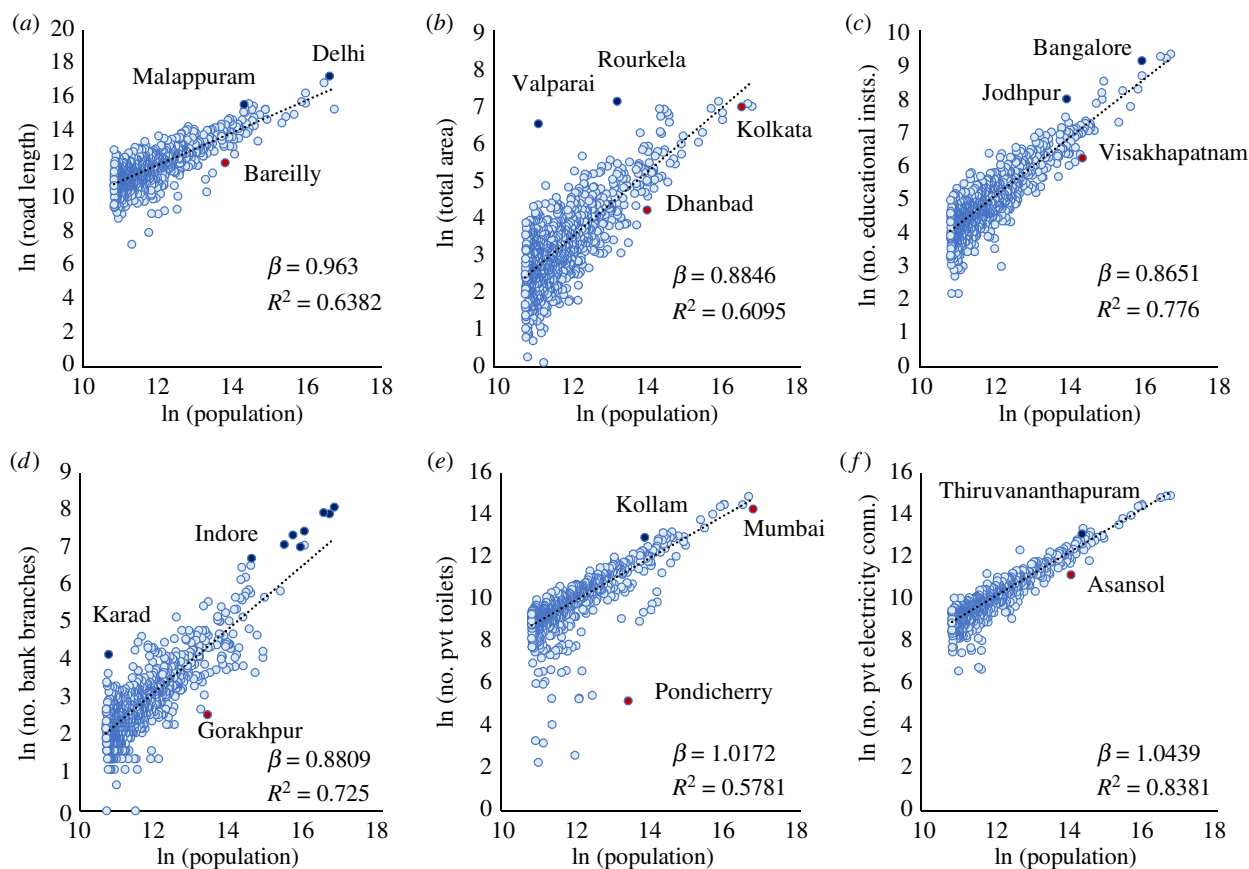 (a)
20
18
16
14
12
10
8
6
4
2
0
ln (road length)
Malappuram
Delhi
Bareilly
β = 0.963
R² = 0.6382
10 12 14 16 18
ln (population)
(b)
9
8
7
6
5
4
3
2
1
0
ln (total area)
Valparai
Rourkela
Kolkata
Dhanbad
β = 0.8846
R² = 0.6095
10 12 14 16 18
ln (population)
(c)
10
9
8
7
6
5
4
3
2
1
0
ln (no. educational insts.)
Bangalore
Jodhpur
Visakhapatnam
β = 0.8651
R² = 0.776
10 12 14 16 18
ln (population)
(d)
9
8
7
6
5
4
3
2
1
0
ln (no. bank branches)
Indore
Karad
Gorakhpur
β = 0.8809
R² = 0.725
10 12 14 16 18
ln (population)
(e)
16
14
12
10
8
6
4
2
0
ln (no. pvt toilets)
Kollam
Mumbai
Pondicherry
β = 1.0172
R² = 0.5781
10 12 14 16 18
ln (population)
(f)
16
14
12
10
8
6
4
2
0
ln (no. pvt electricity conn.)
Thiruvananthapuram
Asansol
β = 1.0439
R² = 0.8381
10 12 14 16 18
ln (population)